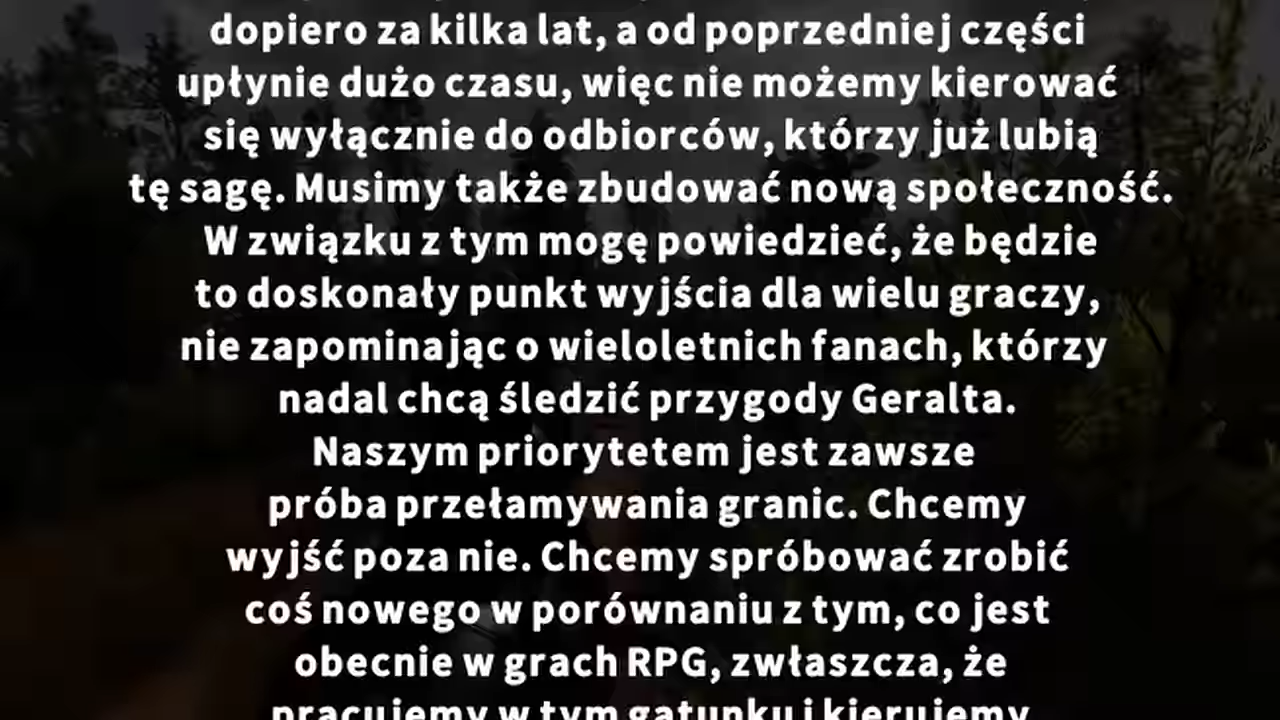 dopiero za kilka lat, a od poprzedniej części
upłynie dużo czasu, więc nie możemy kierować
się wyłącznie do odbiorców, którzy już lubią
tę sagę. Musimy także zbudować nową społeczność.
W związku z tym mogę powiedzieć, że będzie
to doskonały punkt wyjścia dla wielu graczy,
nie zapominając o wieloletnich fanach, którzy
nadal chcą śledzić przygody Geralta.
Naszym priorytetem jest zawsze
próba przełamywania granic. Chcemy
wyjść poza nie. Chcemy spróbować zrobić
coś nowego w porównaniu z tym, co jest
obecnie w grach RPG, zwłaszcza, że
pracujemy w tym gatunku i kierujemy